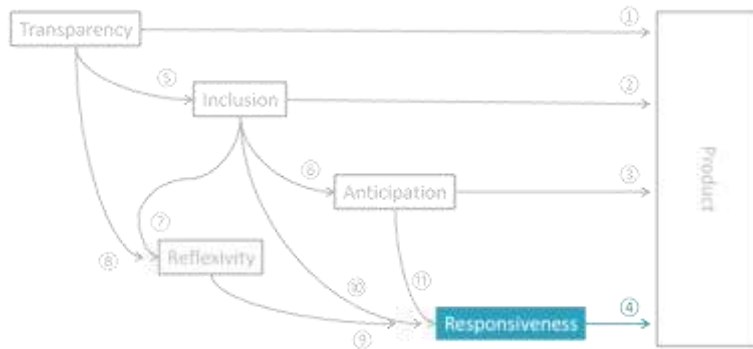 ①
Transparency
⑤
②
Inclusion
⑥
③
Anticipation
Product
⑦
⑧
Reflexivity
⑩
⑪
④
Responsiveness
⑨